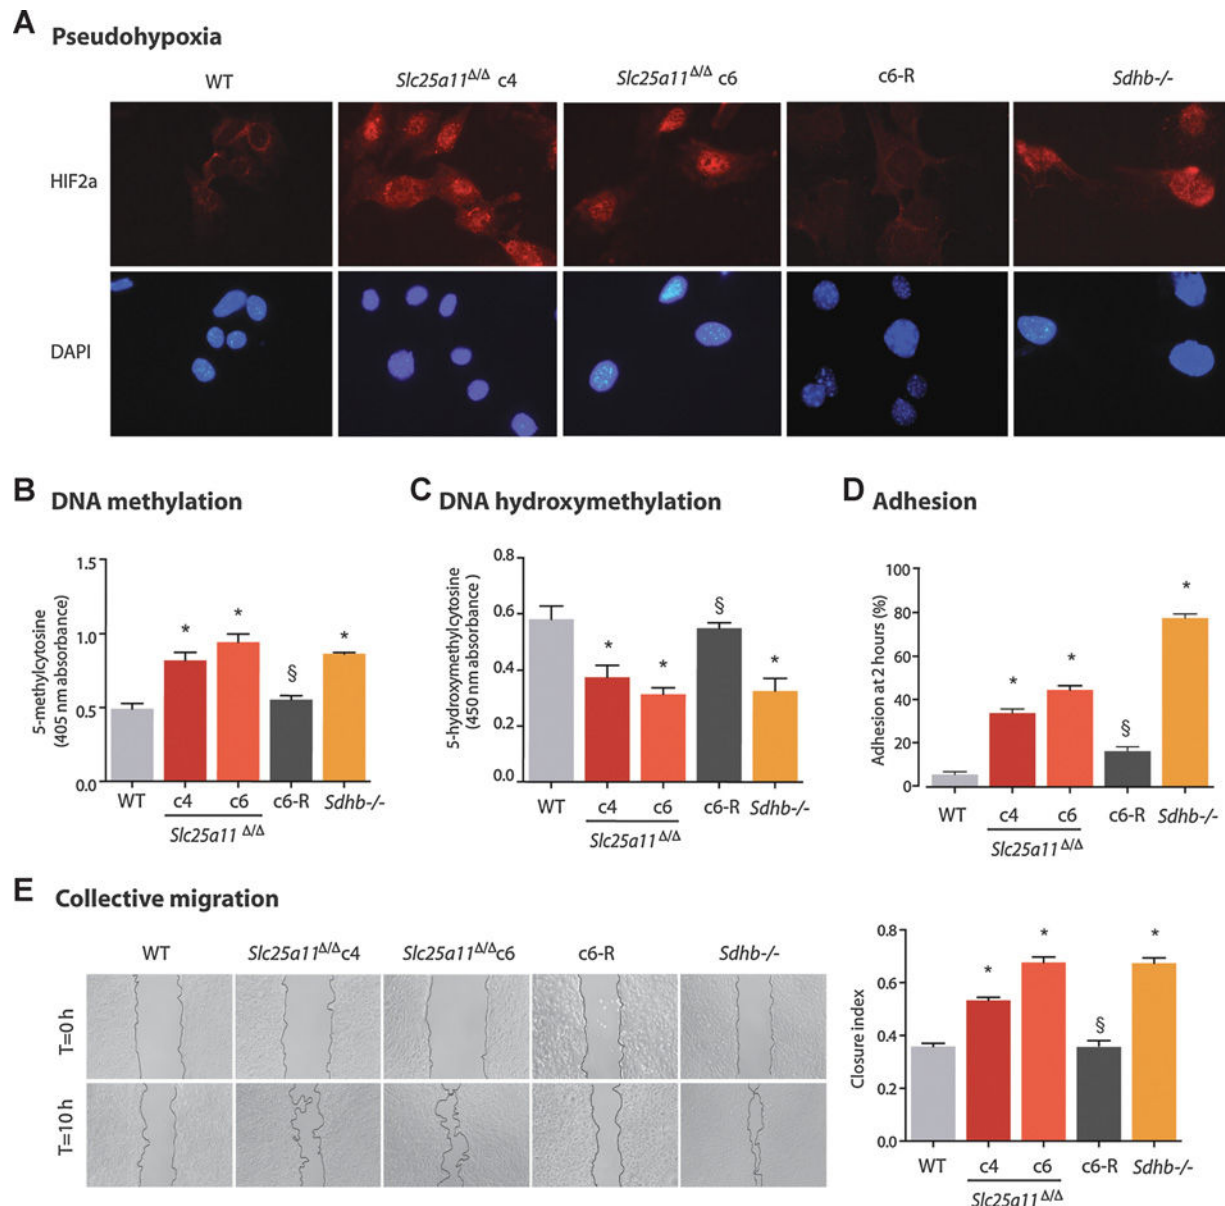 A Pseudohypoxia
WT Slc25a11Δ/Δ c4 Slc25a11Δ/Δ c6 c6-R Sdhb-/-
HIF2a
DAPI
B DNA methylation
5-methylcytosine
(405 nm absorbance)
1.5
1.0
0.5
0.0
* * § *
WT c4 c6 c6-R Sdhb-/-
Slc25a11 Δ/Δ
C DNA hydroxymethylation
5-hydroxymethylcytosine
(450 nm absorbance )
0.8
0.6
0.4
0.2
0.0
* * § *
WT c4 c6 c6-R Sdhb-/-
Slc25a11Δ/Δ
D Adhesion
Adhesion at 2 hours (%)
100
80
60
40
20
0
* * § *
WT c4 c6 c6-R Sdhb-/-
Slc25a11Δ/Δ
E Collective migration
WT Slc25a11Δ/Δc4 Slc25a11Δ/Δc6 c6-R Sdhb-/-
T=0 h
T=10 h
Closure index
0.8
0.6
0.4
0.2
0.0
* * § *
WT c4 c6 c6-R Sdhb-/-
Slc25a11Δ/Δ